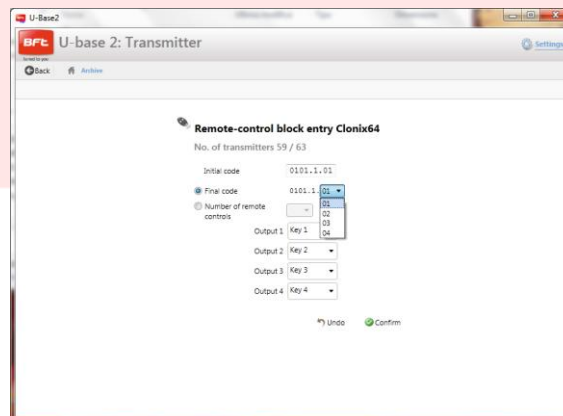 U-Base2
BFt U-base 2: Transmitter Settings
Back Archive
Remote-control block entry Clonix64
No. of transmitters 59 / 63
Initial code 0101.1.01
Final code 0101.1.01
Number of remote
controls
01
02
03
04
Output 1 Key 1
Output 2 Key 2
Output 3 Key 3
Output 4 Key 4
Undo Confirm